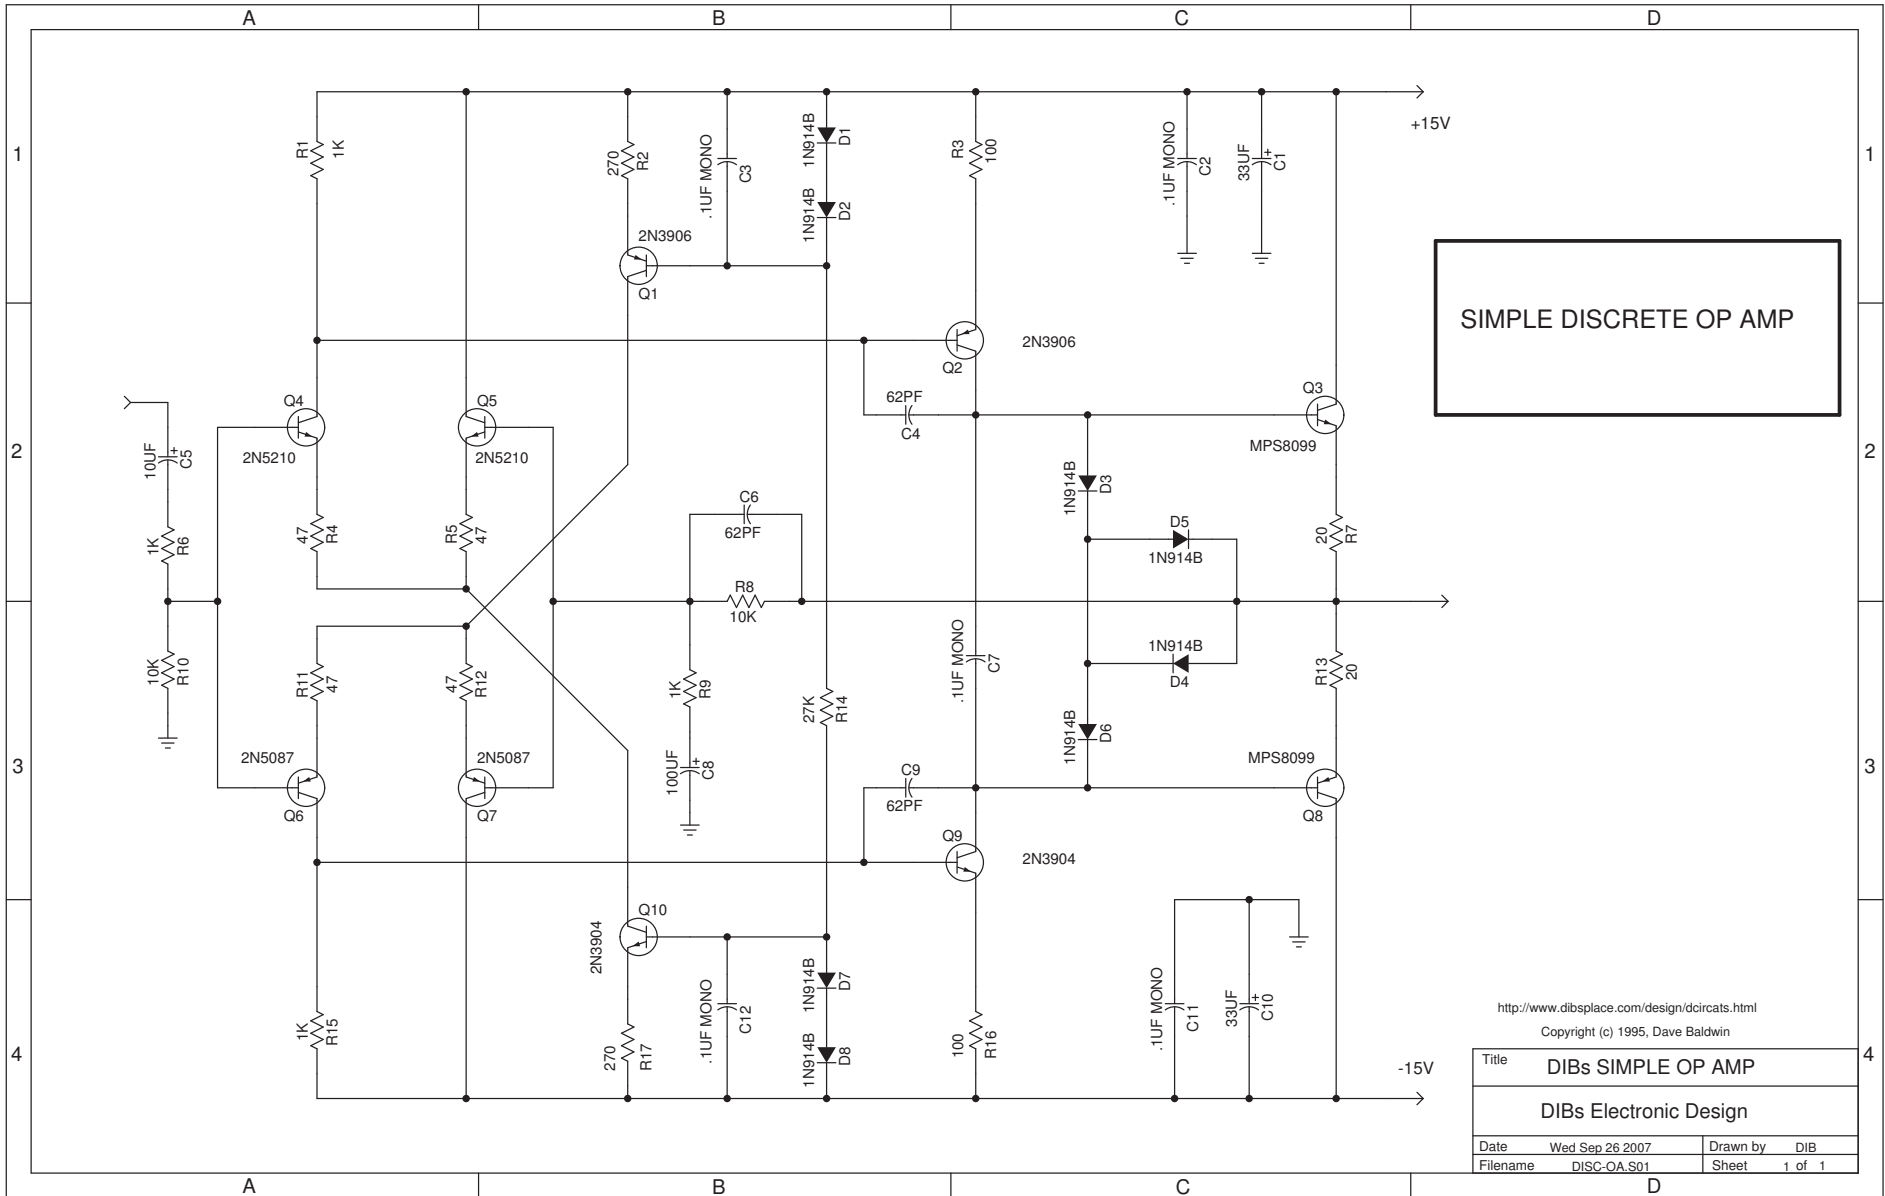 A B C D
1 1
2 2
3 3
4 4
R1 1K
270 R2
.1UF MONO C3
1N914B D1
1N914B D2
R3 100
.1UF MONO C2
33UF + C1
+15V
2N3906
Q1
SIMPLE DISCRETE OP AMP
2N3906
Q2
Q3
MPS8099
Q4
2N5210
Q5
2N5210
62PF
C4
10UF + C5
1K R6
47 R4
R5 47
C6
62PF
1N914B D3
D5
1N914B
20 R7
R8
10K
10K R10
R11 47
47 R12
1K R9
27K R14
.1UF MONO C7
1N914B
D4
R13 20
2N5087
Q6
2N5087
Q7
100UF + C8
C9
62PF
1N914B D6
MPS8099
Q8
Q9
2N3904
Q10
2N3904
1K R15
270 R17
.1UF MONO C12
1N914B D7
1N914B D8
100 R16
.1UF MONO C11
33UF + C10
-15V
http://www.dibsplace.com/design/dcircats.html
Copyright (c) 1995, Dave Baldwin
Title DIBs SIMPLE OP AMP
DIBs Electronic Design
Date Wed Sep 26 2007 Drawn by DIB
Filename DISC-OA.S01 Sheet 1 of 1
A B C D